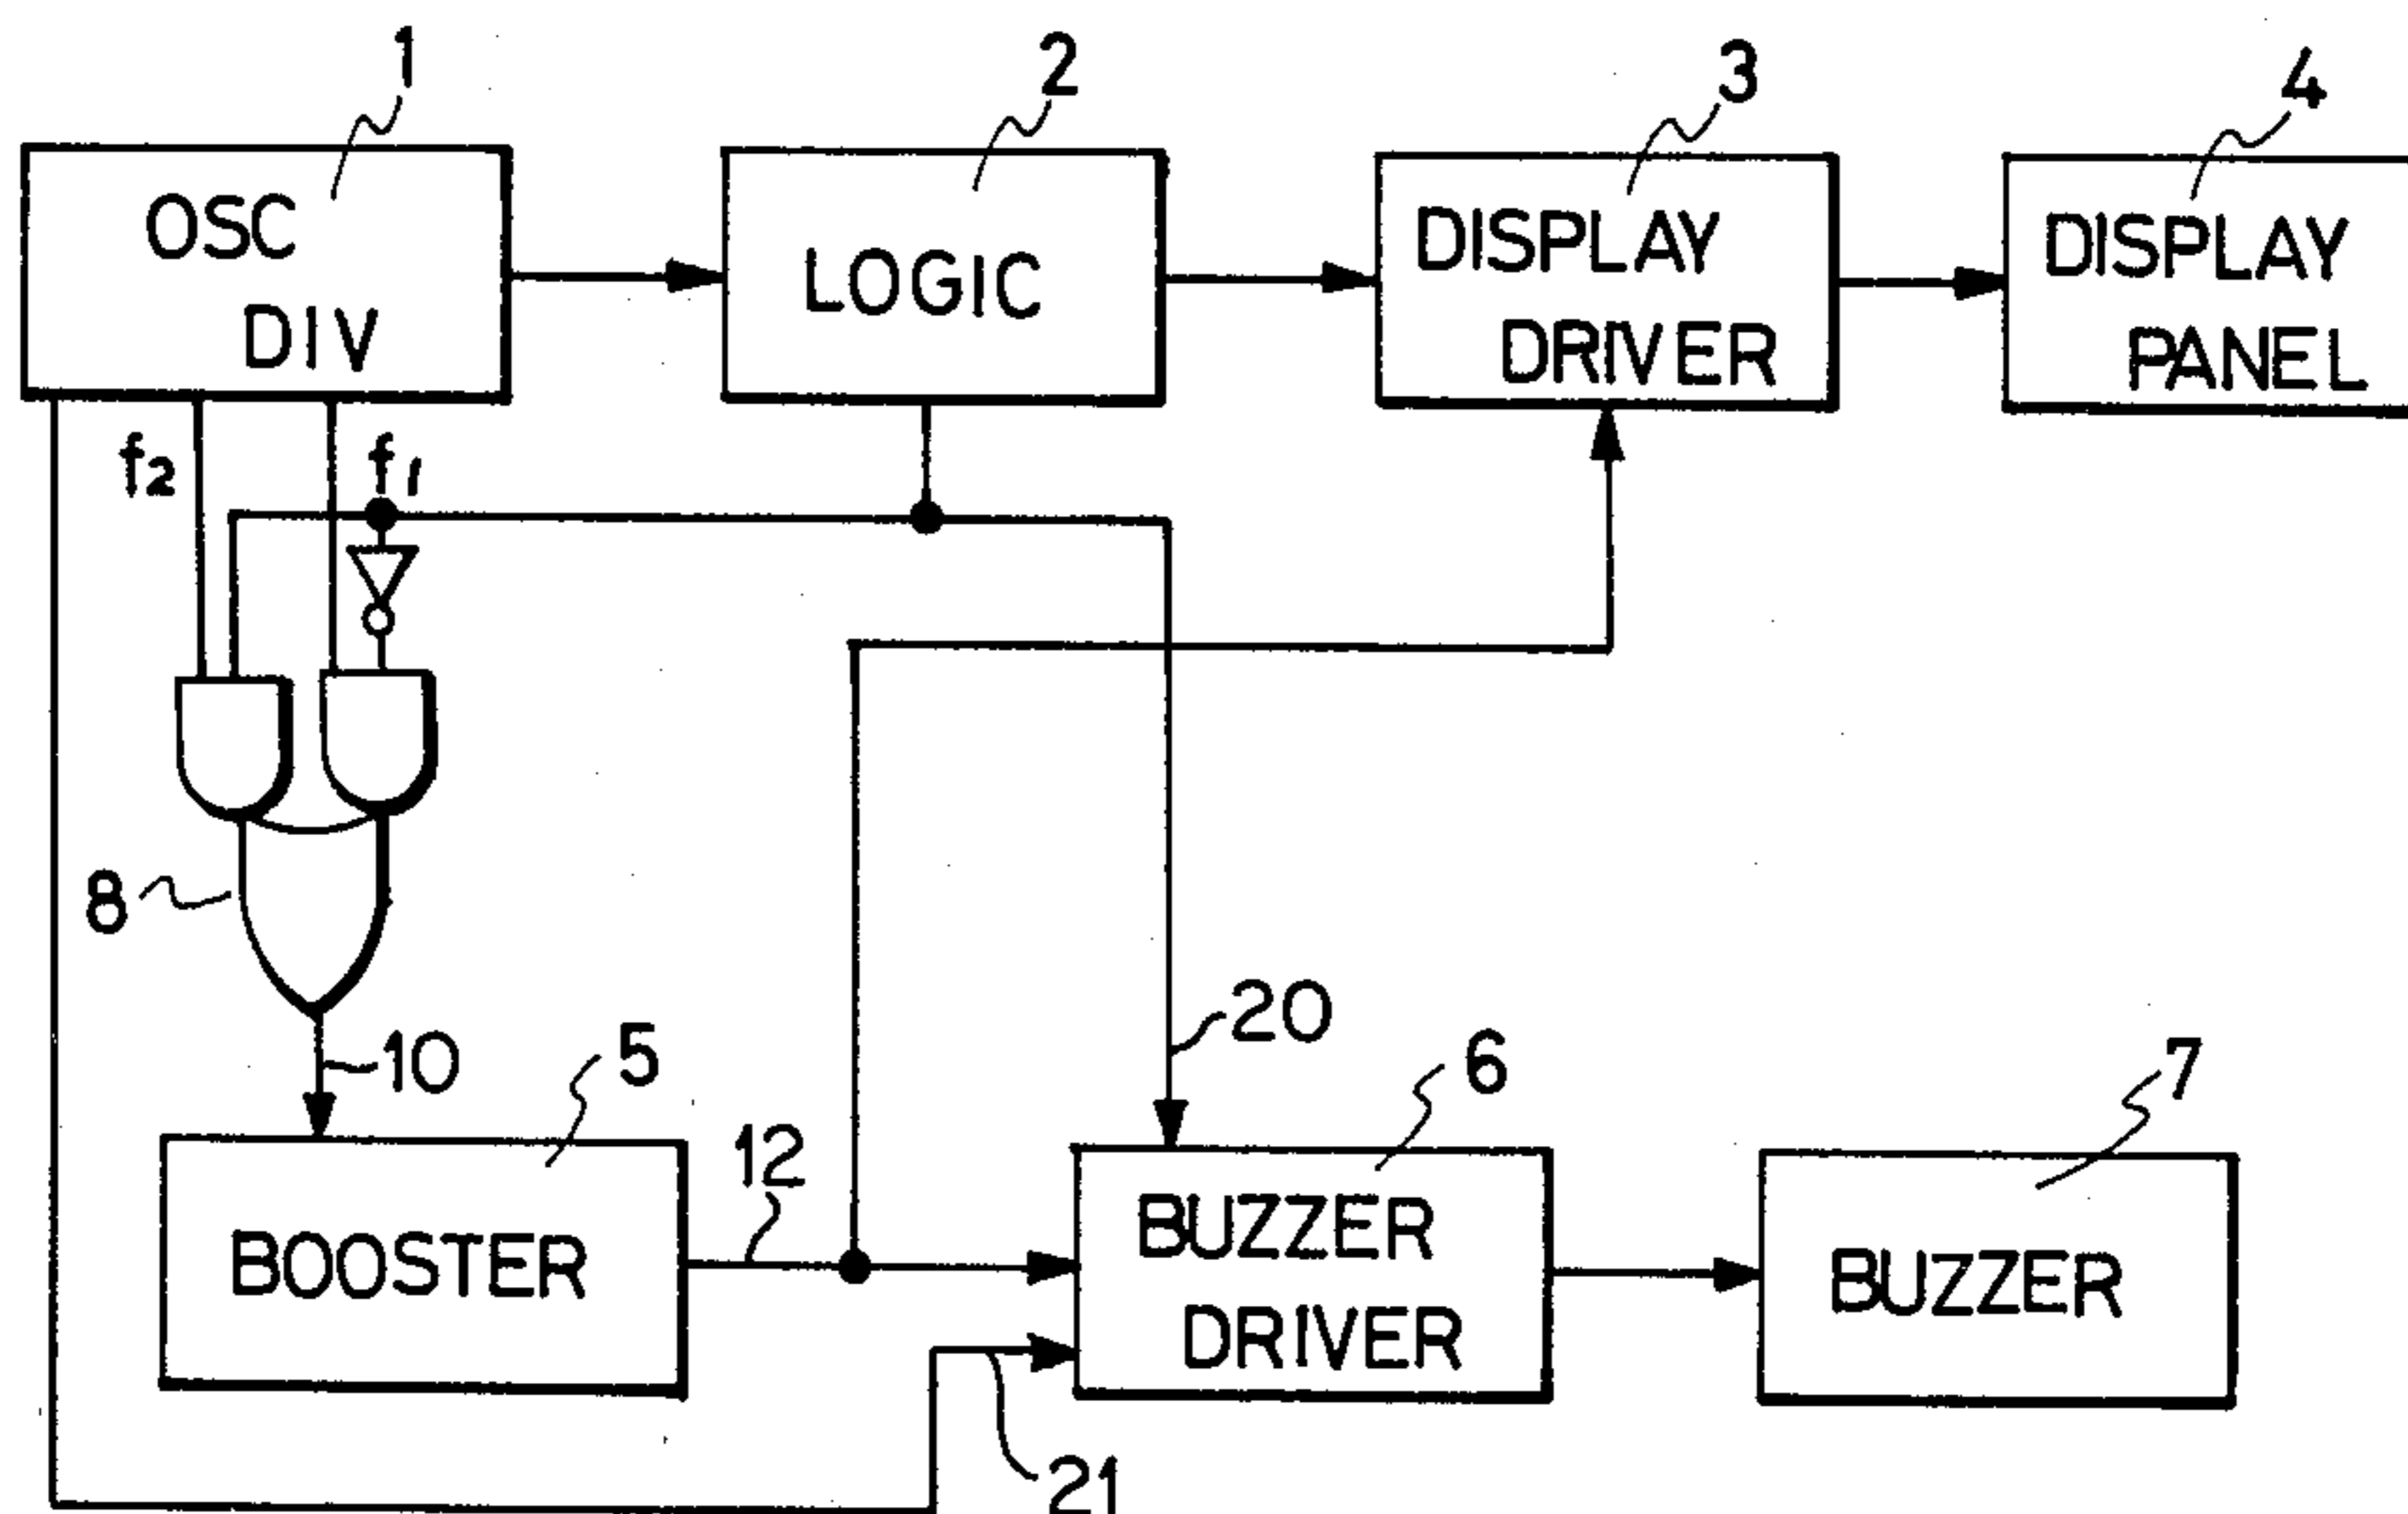 1
2
3
4
OSC
DIV
LOGIC
DISPLAY
DRIVER
DISPLAY
PANEL
f2
f1
8
10
5
12
20
6
7
BOOSTER
BUZZER
DRIVER
BUZZER
21